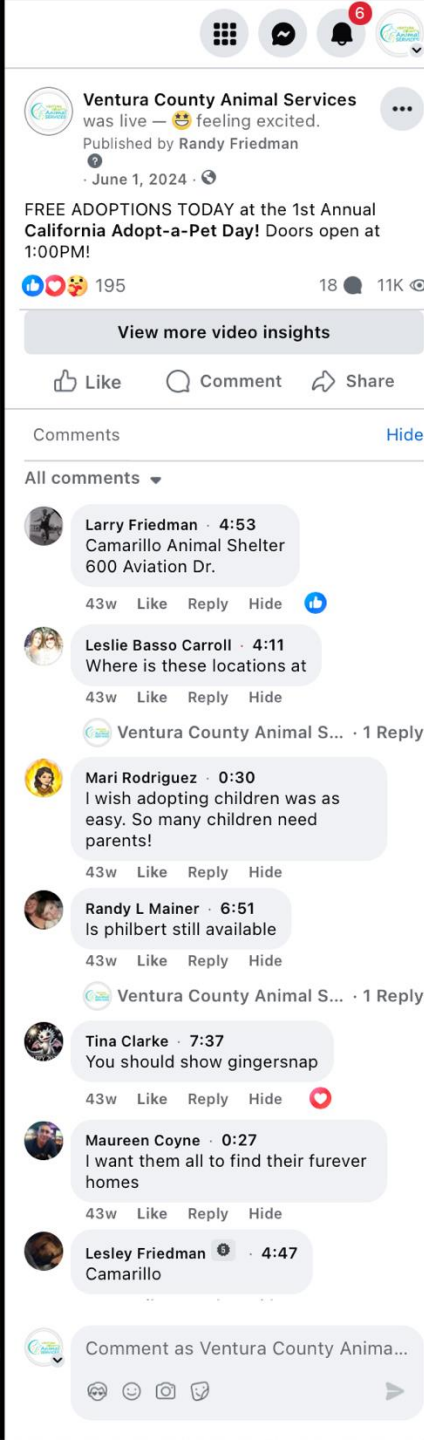 6
Ventura County Animal Services
was live — 😆 feeling excited.
Published by Randy Friedman
?
· June 1, 2024 ·
FREE ADOPTIONS TODAY at the 1st Annual
California Adopt-a-Pet Day! Doors open at
1:00PM!
195 18 11K
View more video insights
Like Comment Share
Comments Hide
All comments
Larry Friedman · 4:53
Camarillo Animal Shelter
600 Aviation Dr.
43w Like Reply Hide
Leslie Basso Carroll · 4:11
Where is these locations at
43w Like Reply Hide
Ventura County Animal S... · 1 Reply
Mari Rodriguez · 0:30
I wish adopting children was as
easy. So many children need
parents!
43w Like Reply Hide
Randy L Mainer · 6:51
Is philbert still available
43w Like Reply Hide
Ventura County Animal S... · 1 Reply
Tina Clarke · 7:37
You should show gingersnap
43w Like Reply Hide
Maureen Coyne · 0:27
I want them all to find their furever
homes
43w Like Reply Hide
Lesley Friedman · 4:47
Camarillo
Comment as Ventura County Anima...